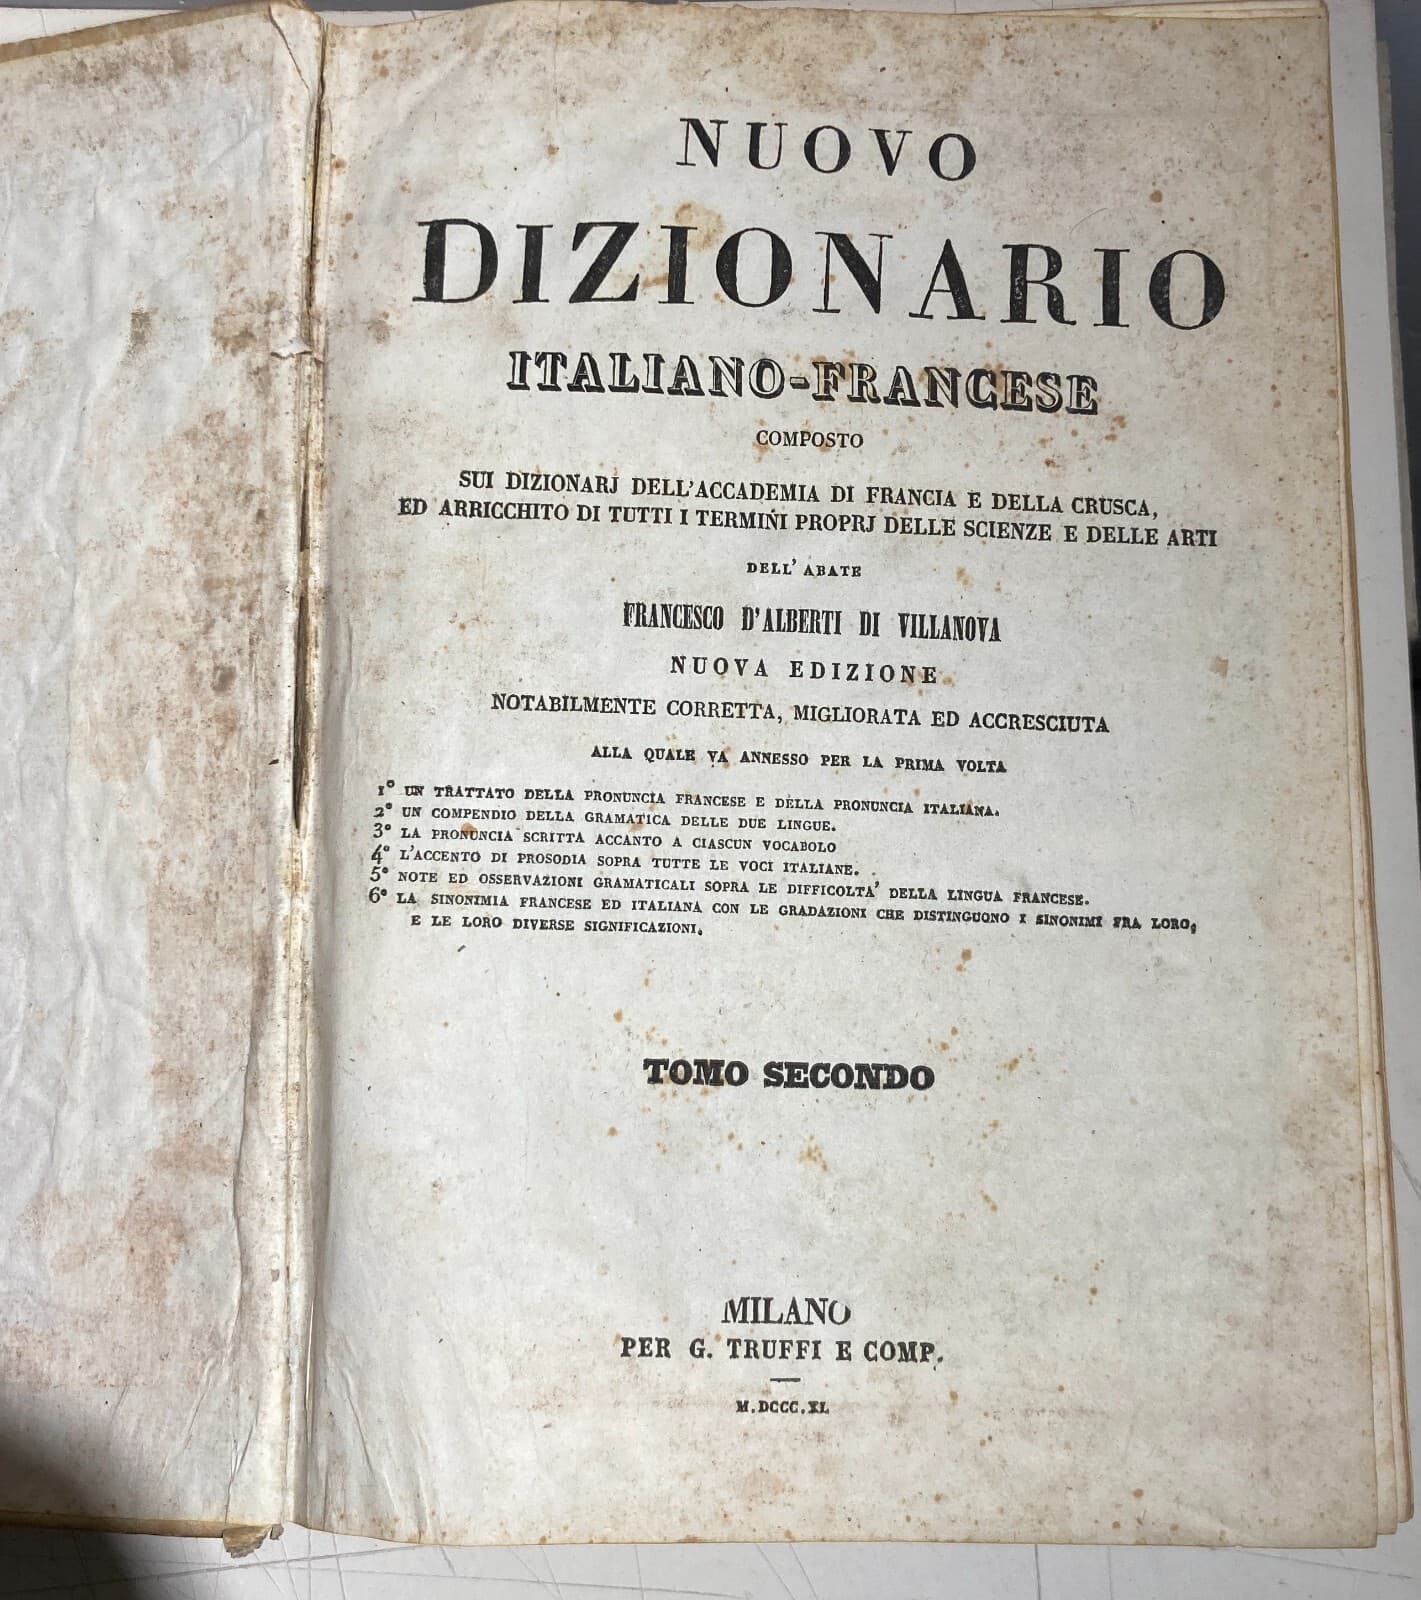 NUOVO
DIZIONARIO
ITALIANO-FRANCESE
COMPOSTO
SUI DIZIONARJ DELL'ACCADEMIA DI FRANCIA E DELLA CRUSCA,
ED ARRICCHITO DI TUTTI I TERMINI PROPRJ DELLE SCIENZE E DELLE ARTI
DELL'ABATE
FRANCESCO D'ALBERTI DI VILLANOVA
NUOVA EDIZIONE
NOTABILMENTE CORRETTA, MIGLIORATA ED ACCRESCIUTA
ALLA QUALE VA ANNESSO PER LA PRIMA VOLTA
1° UN TRATTATO DELLA PRONUNCIA FRANCESE E DELLA PRONUNCIA ITALIANA.
2° UN COMPENDIO DELLA GRAMATICA DELLE DUE LINGUE.
3° LA PRONUNCIA SCRITTA ACCANTO A CIASCUN VOCABOLO
4° L'ACCENTO DI PROSODIA SOPRA TUTTE LE VOCI ITALIANE.
5° NOTE ED OSSERVAZIONI GRAMATICALI SOPRA LE DIFFICOLTA' DELLA LINGUA FRANCESE.
6° LA SINONIMIA FRANCESE ED ITALIANA CON LE GRADAZIONI CHE DISTINGUONO I SINONIMI FRA LORO,
E LE LORO DIVERSE SIGNIFICAZIONI.
TOMO SECONDO
MILANO
PER G. TRUFFI E COMP.
M.DCCC.XL